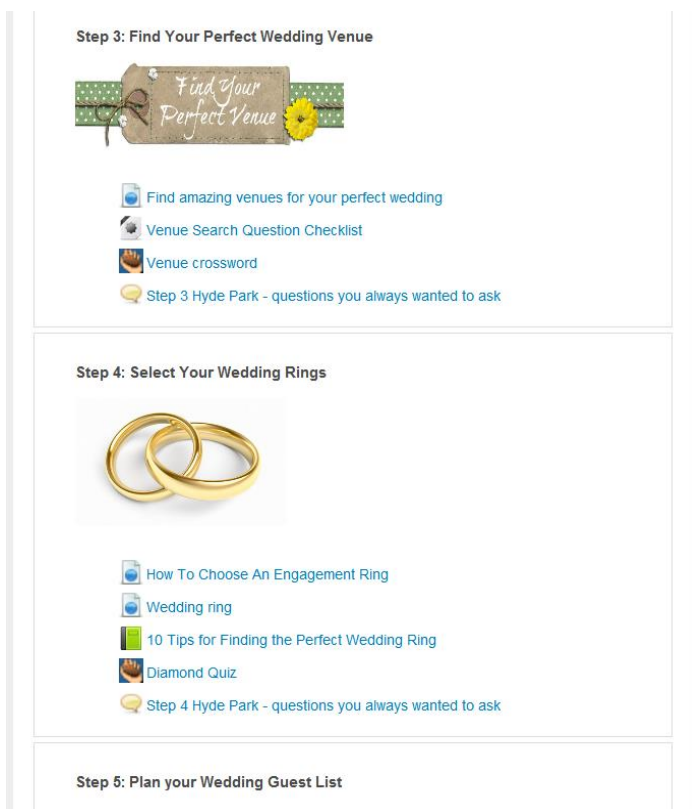 Step 3: Find Your Perfect Wedding Venue
Find Your
Perfect Venue
Find amazing venues for your perfect wedding
Venue Search Question Checklist
Venue crossword
Step 3 Hyde Park - questions you always wanted to ask
Step 4: Select Your Wedding Rings
How To Choose An Engagement Ring
Wedding ring
10 Tips for Finding the Perfect Wedding Ring
Diamond Quiz
Step 4 Hyde Park - questions you always wanted to ask
Step 5: Plan your Wedding Guest List